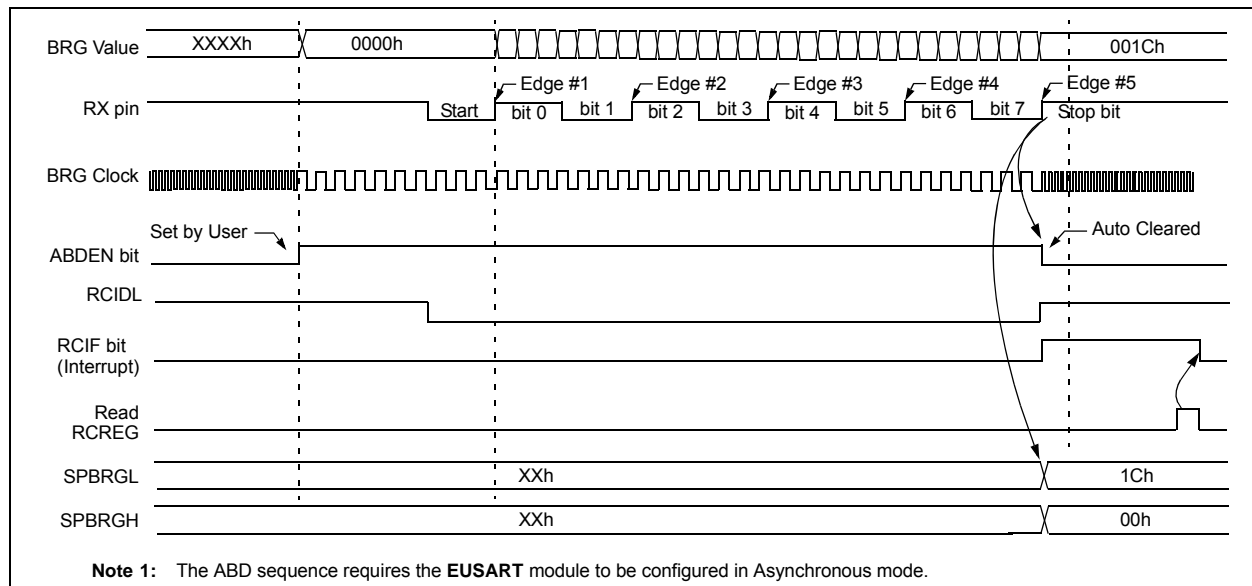 BRG Value XXXXh 0000h 001Ch
Edge #1 Edge #2 Edge #3 Edge #4 Edge #5
RX pin Start bit 0 bit 1 bit 2 bit 3 bit 4 bit 5 bit 6 bit 7 Stop bit
BRG Clock
Set by User Auto Cleared
ABDEN bit
RCIDL
RCIF bit
(Interrupt)
Read
RCREG
SPBRGL XXh 1Ch
SPBRGH XXh 00h
Note 1: The ABD sequence requires the EUSART module to be configured in Asynchronous mode.